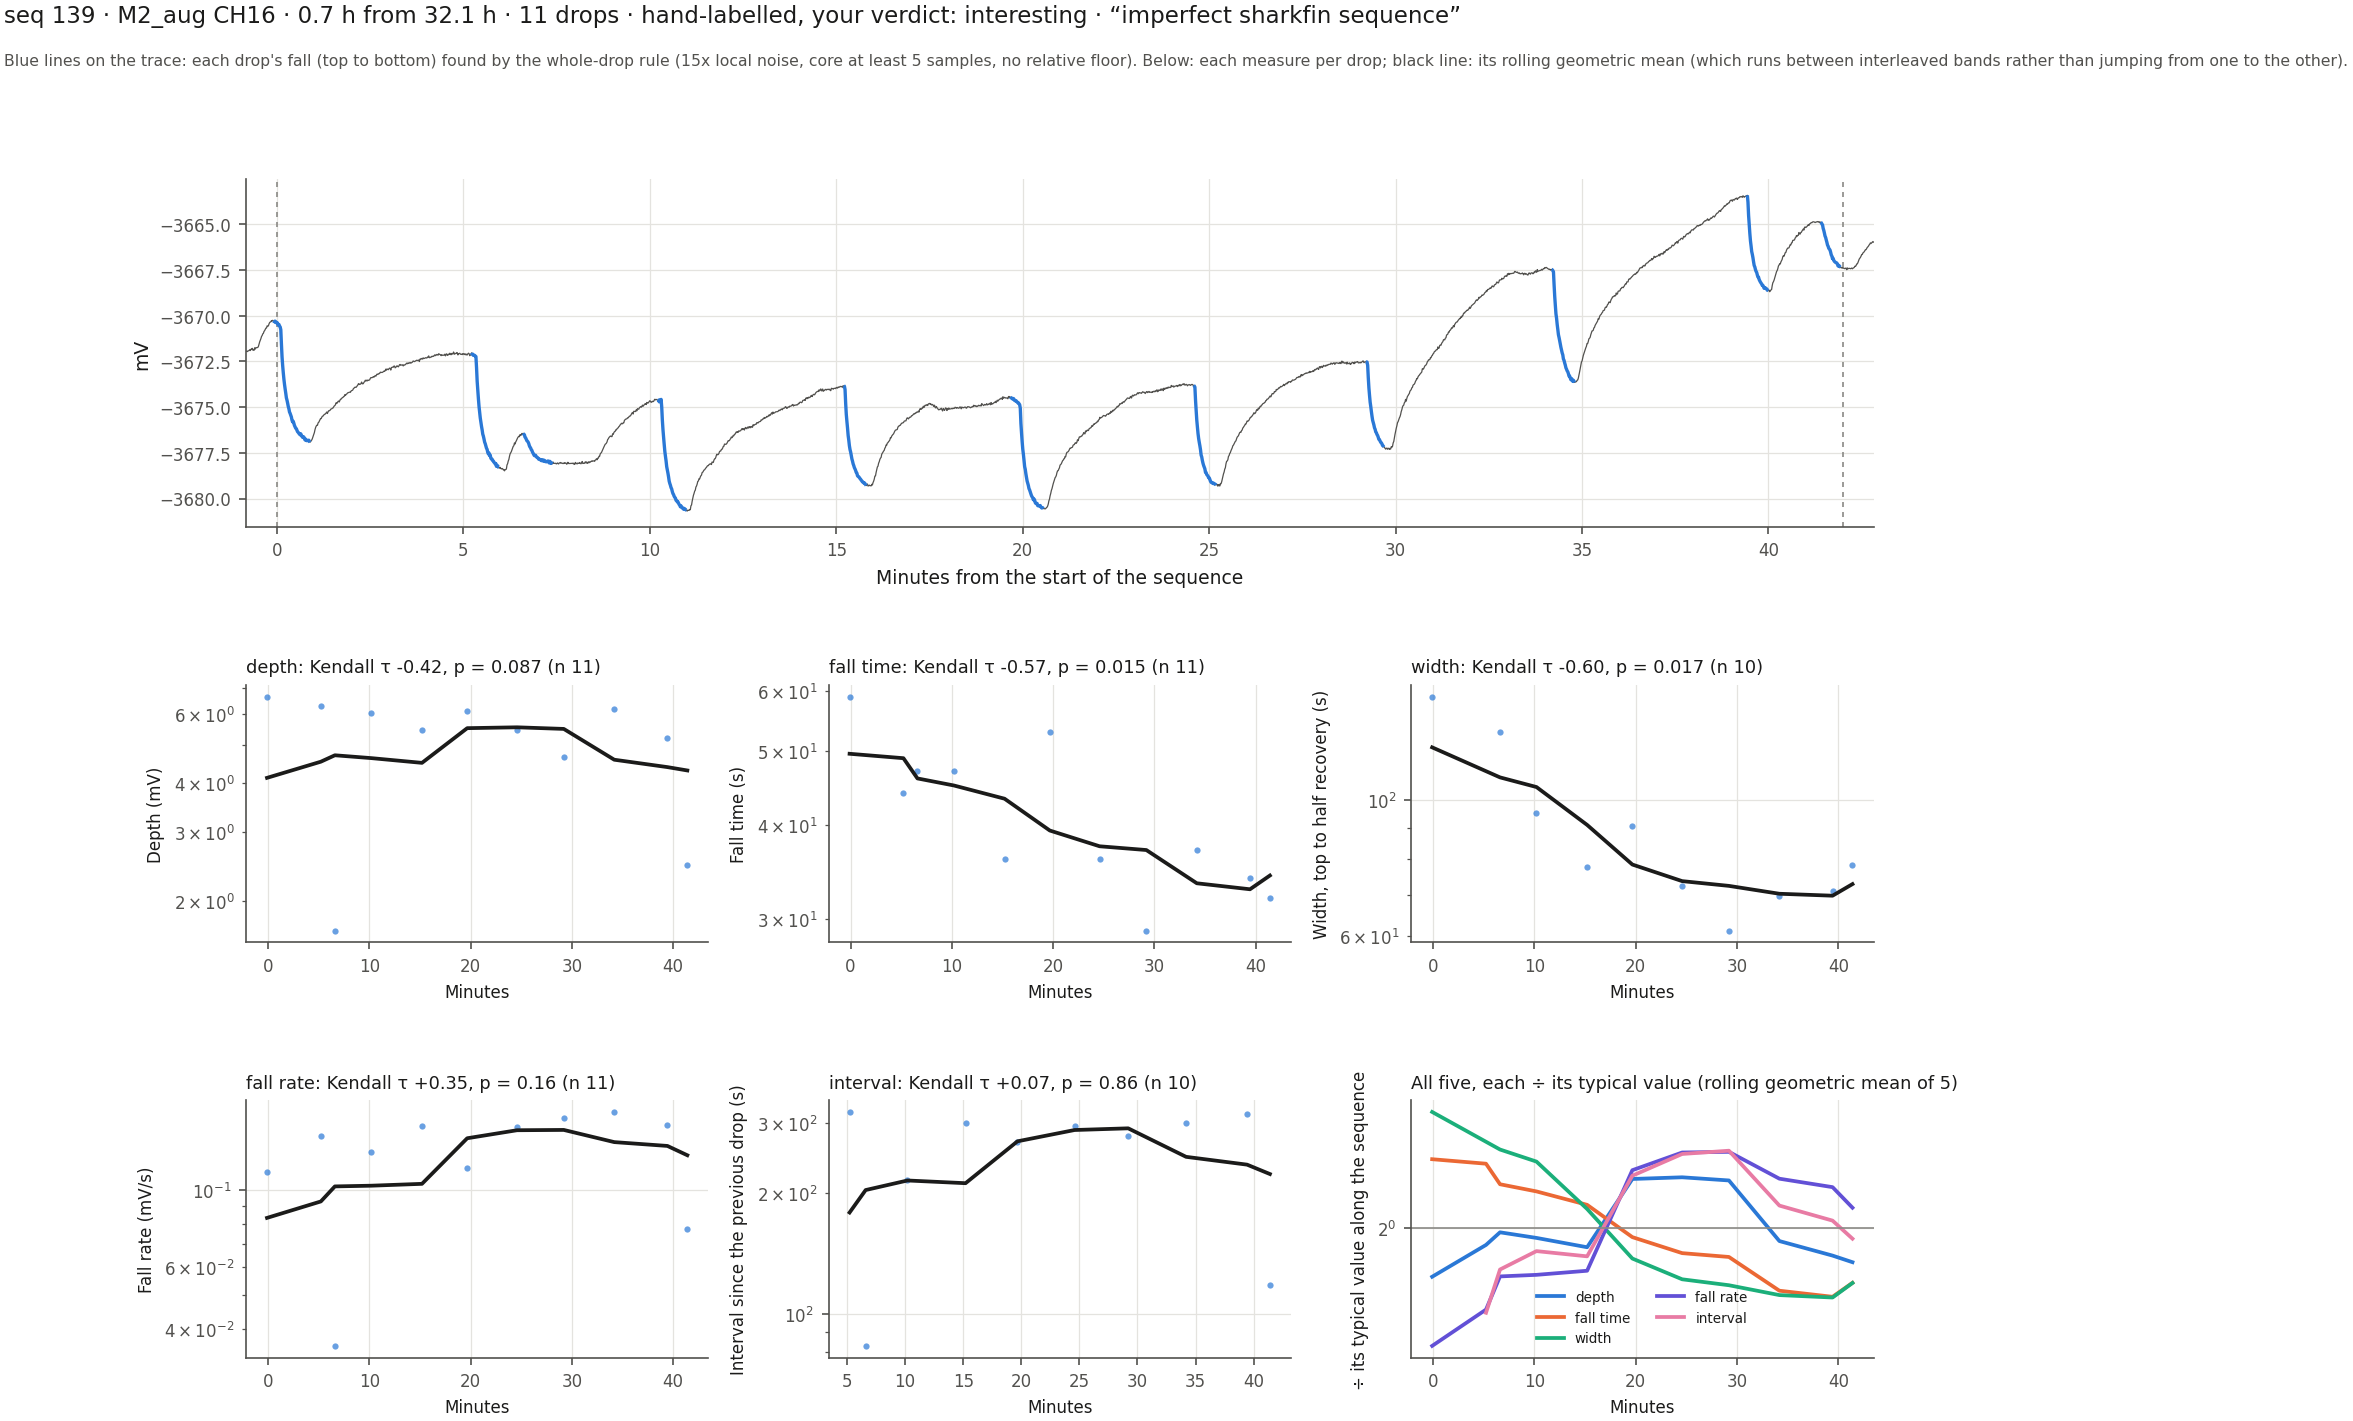 seq 139 · M2_aug CH16 · 0.7 h from 32.1 h · 11 drops · hand-labelled, your verdict: interesting · “imperfect sharkfin sequence”
Blue lines on the trace: each drop's fall (top to bottom) found by the whole-drop rule (15x local noise, core at least 5 samples, no relative floor). Below: each measure per drop; black line: its rolling geometric mean (which runs between interleaved bands rather than jumping from one to the other).
mV
−3665.0
−3667.5
−3670.0
−3672.5
−3675.0
−3677.5
−3680.0
0 5 10 15 20 25 30 35 40
Minutes from the start of the sequence
depth: Kendall τ -0.42, p = 0.087 (n 11)
Depth (mV)
6×10⁰
4×10⁰
3×10⁰
2×10⁰
0 10 20 30 40
Minutes
fall time: Kendall τ -0.57, p = 0.015 (n 11)
Fall time (s)
6×10¹
5×10¹
4×10¹
3×10¹
0 10 20 30 40
Minutes
width: Kendall τ -0.60, p = 0.017 (n 10)
Width, top to half recovery (s)
10²
6×10¹
0 10 20 30 40
Minutes
fall rate: Kendall τ +0.35, p = 0.16 (n 11)
Fall rate (mV/s)
10⁻¹
6×10⁻²
4×10⁻²
0 10 20 30 40
Minutes
interval: Kendall τ +0.07, p = 0.86 (n 10)
Interval since the previous drop (s)
3×10²
2×10²
10²
5 10 15 20 25 30 35 40
Minutes
All five, each ÷ its typical value (rolling geometric mean of 5)
÷ its typical value along the sequence
2⁰
depth fall rate
fall time interval
width
0 10 20 30 40
Minutes